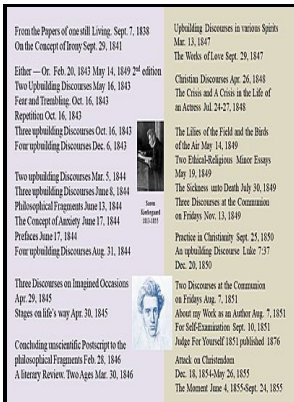 From the Papers of one still Living. Sept. 7, 1838
On the Concept of Irony Sept. 29, 1841
Either — Or. Feb. 20, 1843 May 14, 1849 2nd edition
Two Upbuilding Discourses May 16, 1843
Fear and Trembling. Oct. 16, 1843
Repetition Oct. 16, 1843
Three upbuilding Discourses Oct. 16, 1843
Four upbuilding Discourses Dec. 6, 1843
Two upbuilding Discourses Mar. 5, 1844
Three upbuilding Discourses June 8, 1844
Philosophical Fragments June 13, 1844
The Concept of Anxiety June 17, 1844
Prefaces June 17, 1844
Four upbuilding Discourses Aug. 31, 1844
Three Discourses on Imagined Occasions
Apr. 29, 1845
Stages on life's way Apr. 30, 1845
Concluding unscientific Postscript to the
philosophical Fragments Feb. 28, 1846
A literary Review. Two Ages Mar. 30, 1846
Soren
Kierkegaard
1813-1855
Upbuilding Discourses in various Spirits
Mar. 13, 1847
The Works of Love Sept. 29, 1847
Christian Discourses Apr. 26, 1848
The Crisis and A Crisis in the Life of
an Actress Jul. 24-27, 1848
The Lilies of the Field and the Birds
of the Air May 14, 1849
Two Ethical-Religious Minor Essays
May 19, 1849
The Sickness unto Death July 30, 1849
Three Discourses at the Communion
on Fridays Nov. 13, 1849
Practice in Christianity Sept. 25, 1850
An upbuilding Discourse Luke 7:37
Dec. 20, 1850
Two Discourses at the Communion
on Fridays Aug. 7, 1851
About my Work as an Author Aug. 7, 1851
For Self-Examination Sept. 10, 1851
Judge For Yourself 1851 published 1876
Attack on Christendom
Dec. 18, 1854-May 26, 1855
The Moment June 4, 1855-Sept. 24, 1855